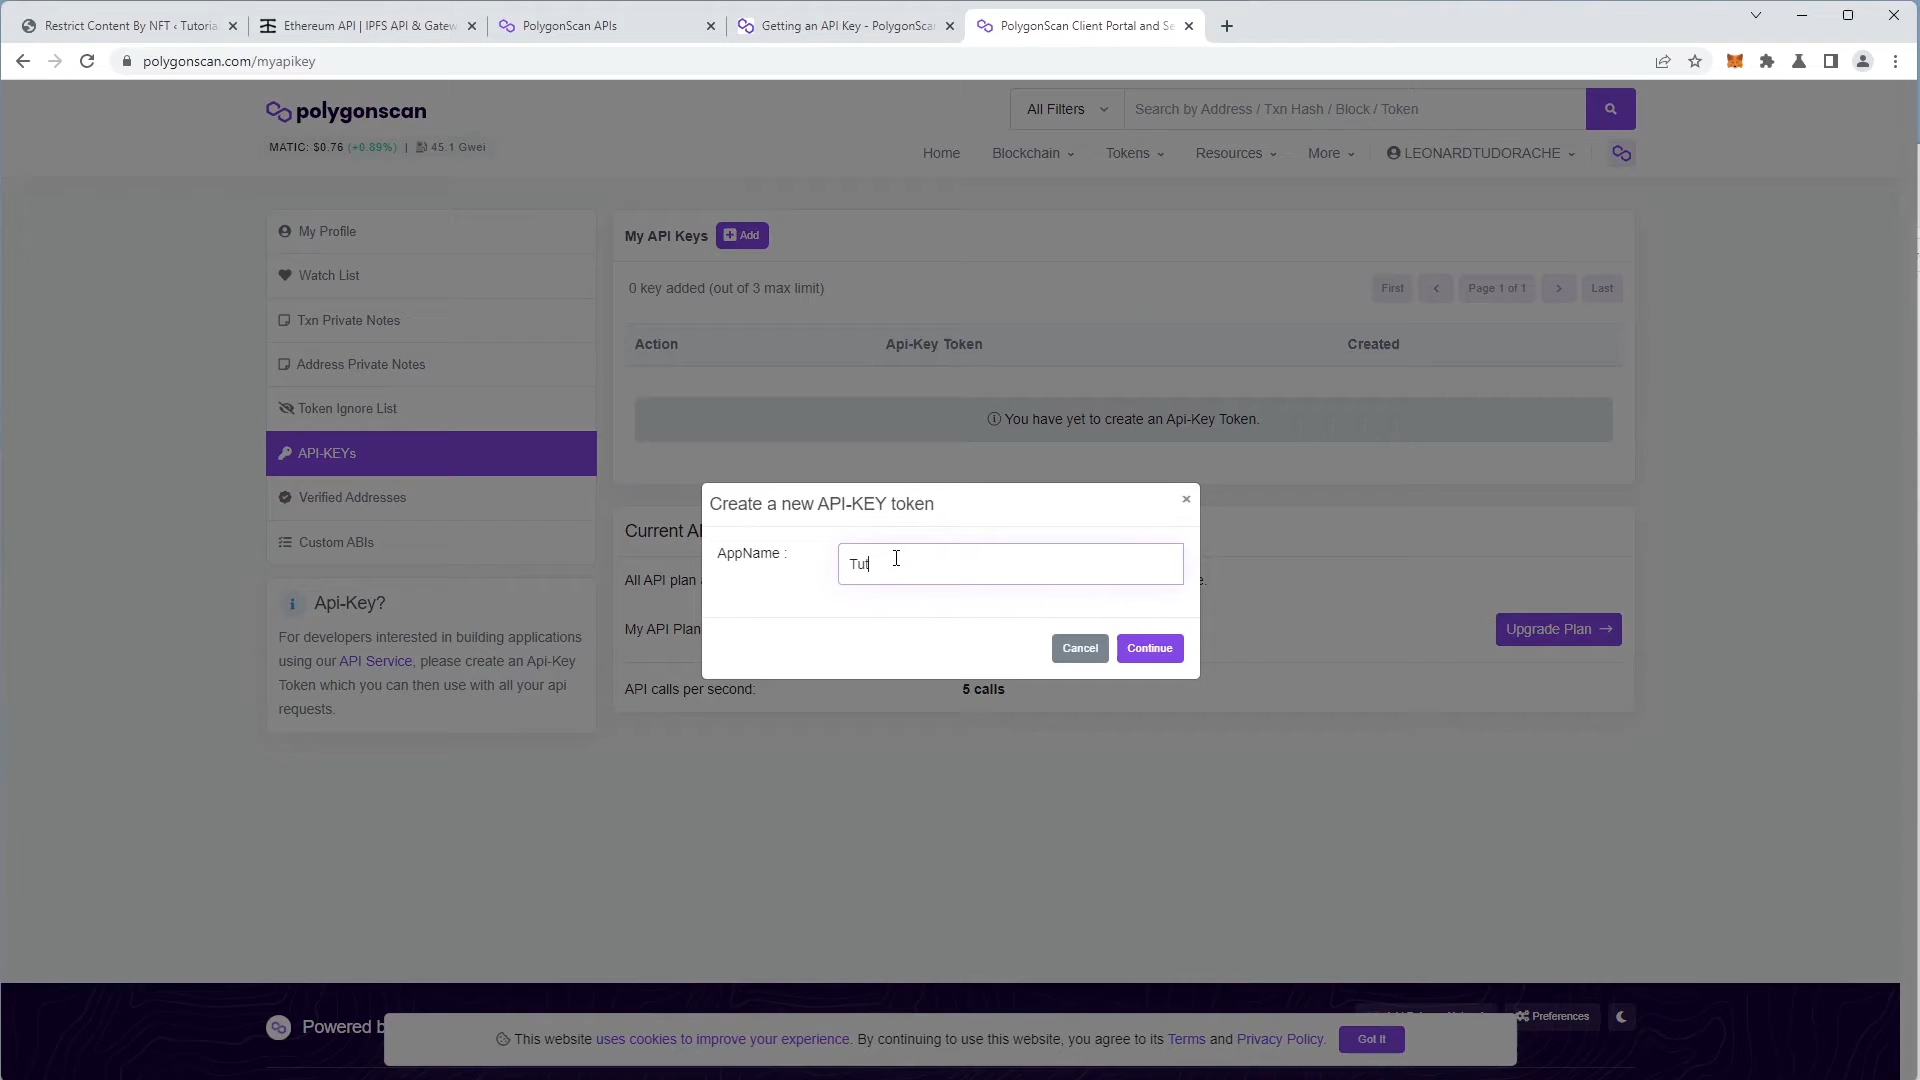 Restrict Content By NFT ‹ Tutoria
Ethereum API | IPFS API & Gatew
PolygonScan APIs
Getting an API Key - PolygonSca
PolygonScan Client Portal and Se
polygonscan.com/myapikey
polygonscan
All Filters
Search by Address / Txn Hash / Block / Token
MATIC: $0.76 (+0.89%) | 45.1 Gwei
Home
Blockchain
Tokens
Resources
More
LEONARDTUDORACHE
My Profile
Watch List
Txn Private Notes
Address Private Notes
Token Ignore List
API-KEYs
Verified Addresses
Custom ABIs
Api-Key?
For developers interested in building applications
using our API Service, please create an Api-Key
Token which you can then use with all your api
requests.
My API Keys
Add
0 key added (out of 3 max limit)
First
Page 1 of 1
Last
Action
Api-Key Token
Created
You have yet to create an Api-Key Token.
Create a new API-KEY token
×
AppName :
Tut
Cancel
Continue
Current A
All API plan
e.
My API Plan
Upgrade Plan
API calls per second:
5 calls
Powered b
Preferences
This website uses cookies to improve your experience. By continuing to use this website, you agree to its Terms and Privacy Policy.
Got It